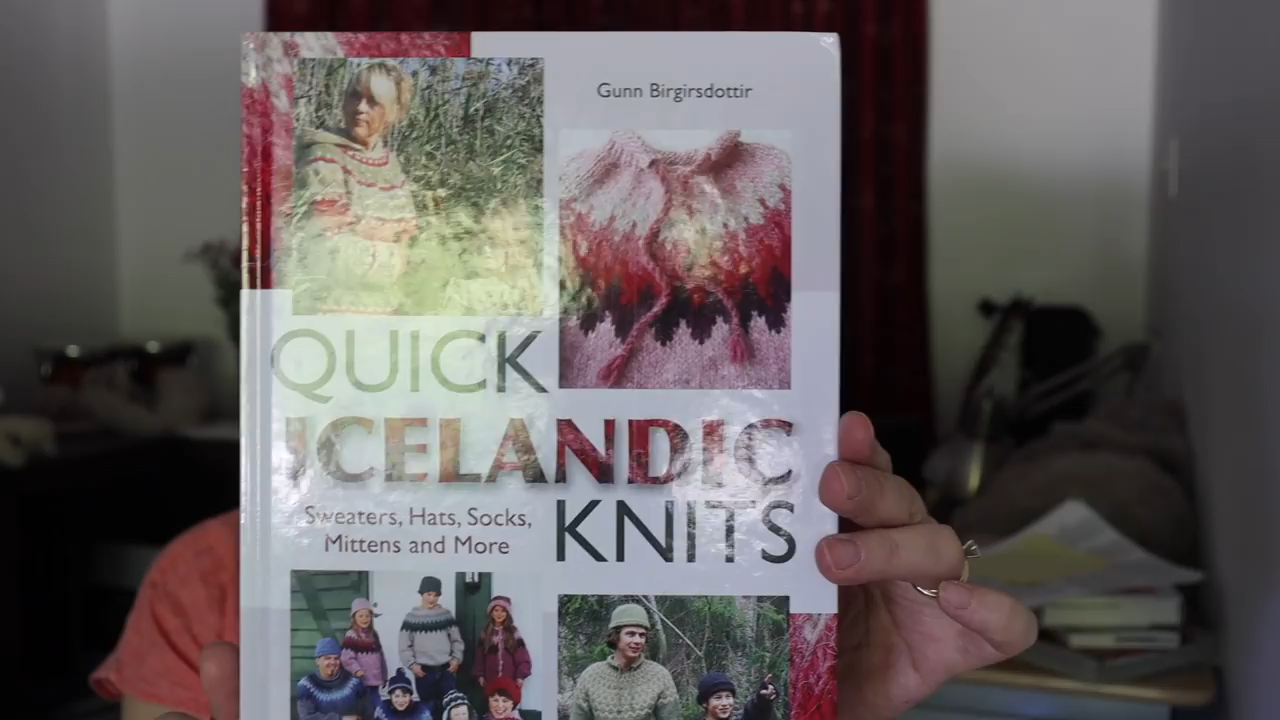 Gunn Birgirsdottir
QUICK
ICELANDIC
KNITS
Sweaters, Hats, Socks,
Mittens and More